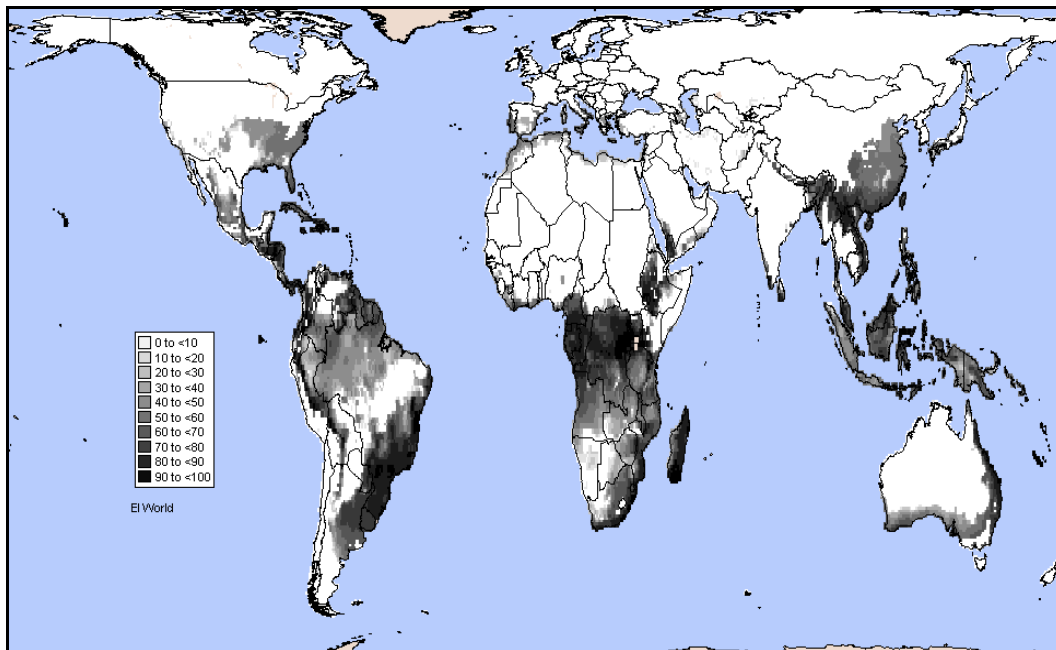 0 to <10
10 to <20
20 to <30
30 to <40
40 to <50
50 to <60
60 to <70
70 to <80
80 to <90
90 to <100
EI World